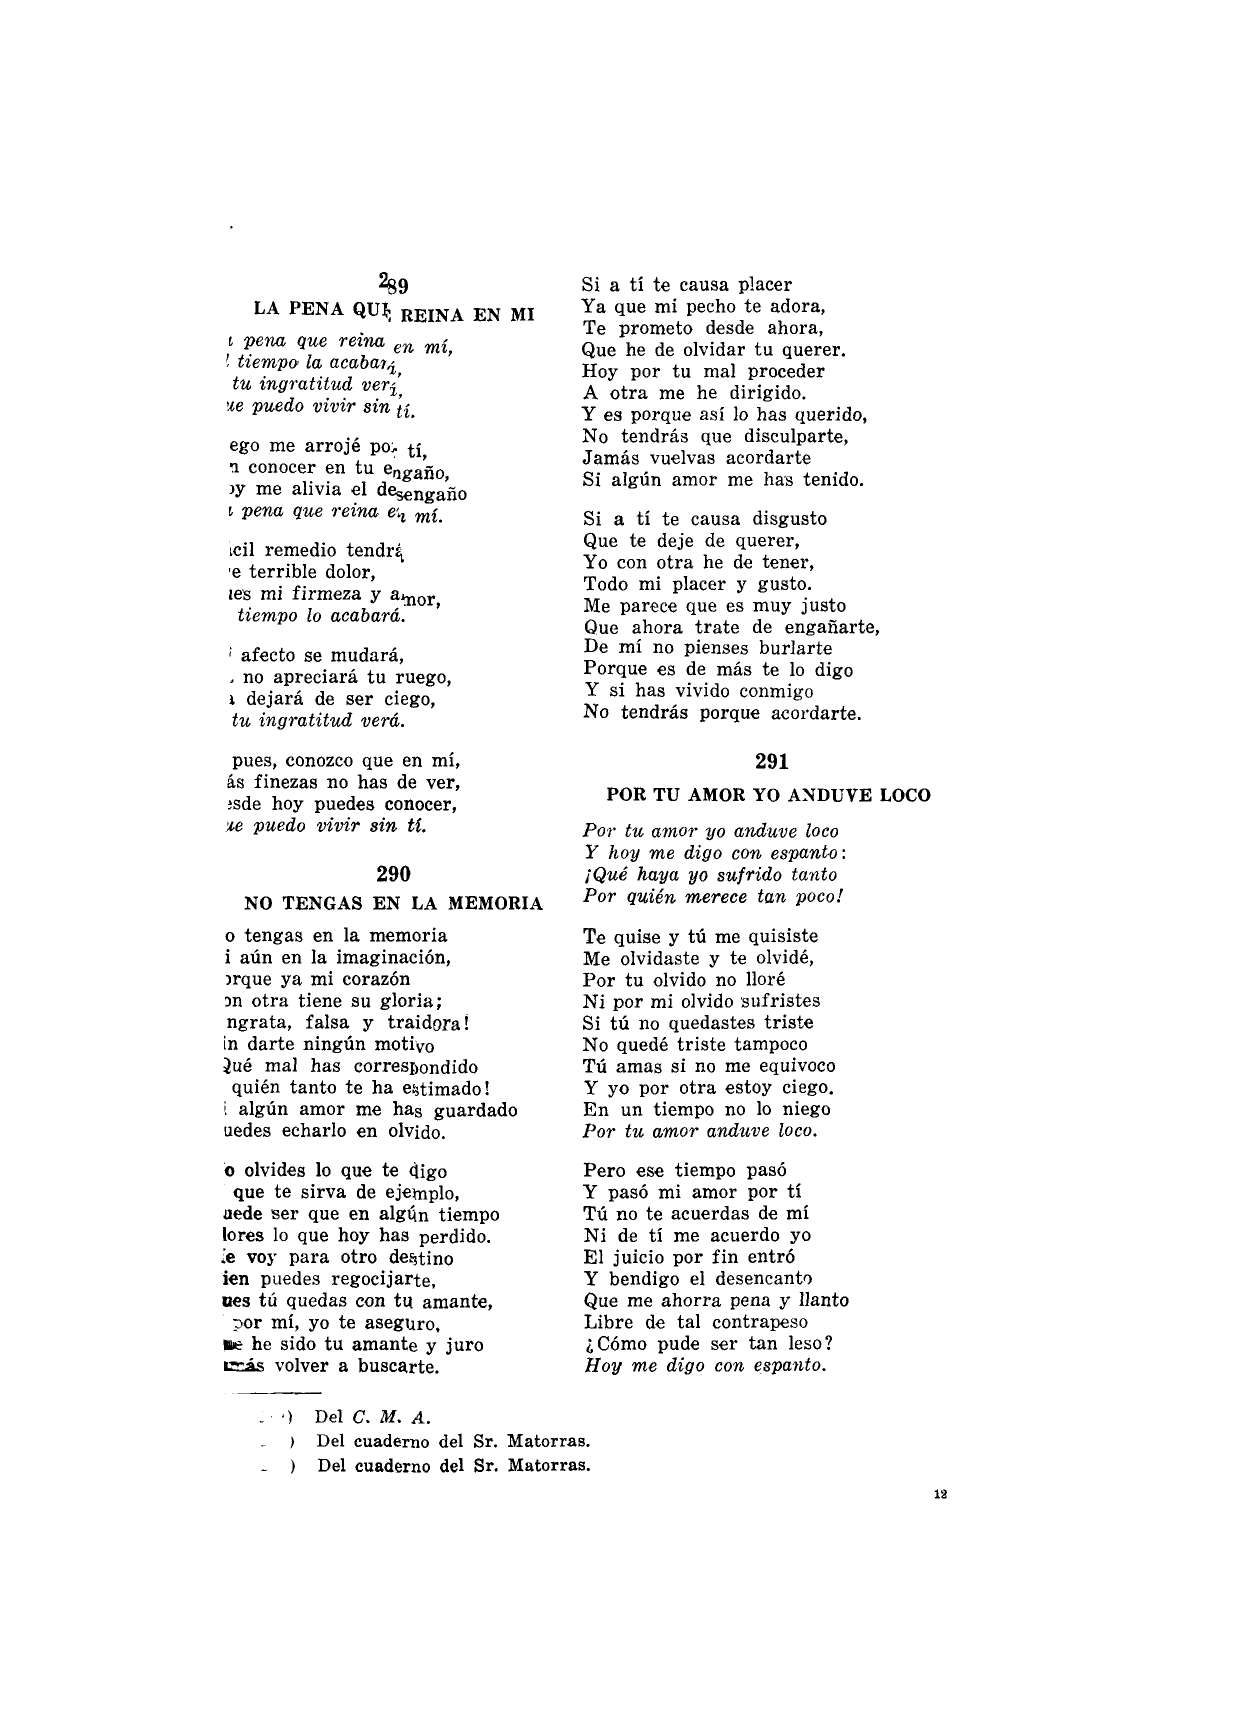 289
LA PENA QUE REINA EN MI
pena que reina en mí,
tiempo la acabará,
tu ingratitud verá,
puedo vivir sin tí.
ego me arrojé por tí,
conocer en tu engaño,
oy me alivia el desengaño
pena que reina en mí.
cil remedio tendrá
e terrible dolor,
es mi firmeza y amor,
tiempo lo acabará.
afecto se mudará,
no apreciará tu ruego,
dejará de ser ciego,
tu ingratitud verá.
pues, conozco que en mí,
ás finezas no has de ver,
esde hoy puedes conocer,
ue puedo vivir sin tí.
290
NO TENGAS EN LA MEMORIA
o tengas en la memoria
i aún en la imaginación,
orque ya mi corazón
on otra tiene su gloria;
ngrata, falsa y traidora!
in darte ningún motivo
Qué mal has correspondido
quién tanto te ha estimado!
i algún amor me has guardado
uedes echarlo en olvido.
o olvides lo que te digo
que te sirva de ejemplo,
uede ser que en algún tiempo
lores lo que hoy has perdido.
e voy para otro destino
ien puedes regocijarte,
ues tú quedas con tu amante,
por mí, yo te aseguro,
ue he sido tu amante y juro
más volver a buscarte.
Si a tí te causa placer
Ya que mi pecho te adora,
Te prometo desde ahora,
Que he de olvidar tu querer.
Hoy por tu mal proceder
A otra me he dirigido.
Y es porque así lo has querido,
No tendrás que disculparte,
Jamás vuelvas acordarte
Si algún amor me has tenido.
Si a tí te causa disgusto
Que te deje de querer,
Yo con otra he de tener,
Todo mi placer y gusto.
Me parece que es muy justo
Que ahora trate de engañarte,
De mí no pienses burlarte
Porque es de más te lo digo
Y si has vivido conmigo
No tendrás porque acordarte.
291
POR TU AMOR YO ANDUVE LOCO
Por tu amor yo anduve loco
Y hoy me digo con espanto:
¡Qué haya yo sufrido tanto
Por quién merece tan poco!
Te quise y tú me quisiste
Me olvidaste y te olvidé,
Por tu olvido no lloré
Ni por mi olvido sufristes
Si tú no quedastes triste
No quedé triste tampoco
Tú amas si no me equivoco
Y yo por otra estoy ciego.
En un tiempo no lo niego
Por tu amor anduve loco.
Pero ese tiempo pasó
Y pasó mi amor por tí
Tú no te acuerdas de mí
Ni de tí me acuerdo yo
El juicio por fin entró
Y bendigo el desencanto
Que me ahorra pena y llanto
Libre de tal contrapeso
¿Cómo pude ser tan leso?
Hoy me digo con espanto.
) Del C. M. A.
) Del cuaderno del Sr. Matorras.
) Del cuaderno del Sr. Matorras.
12